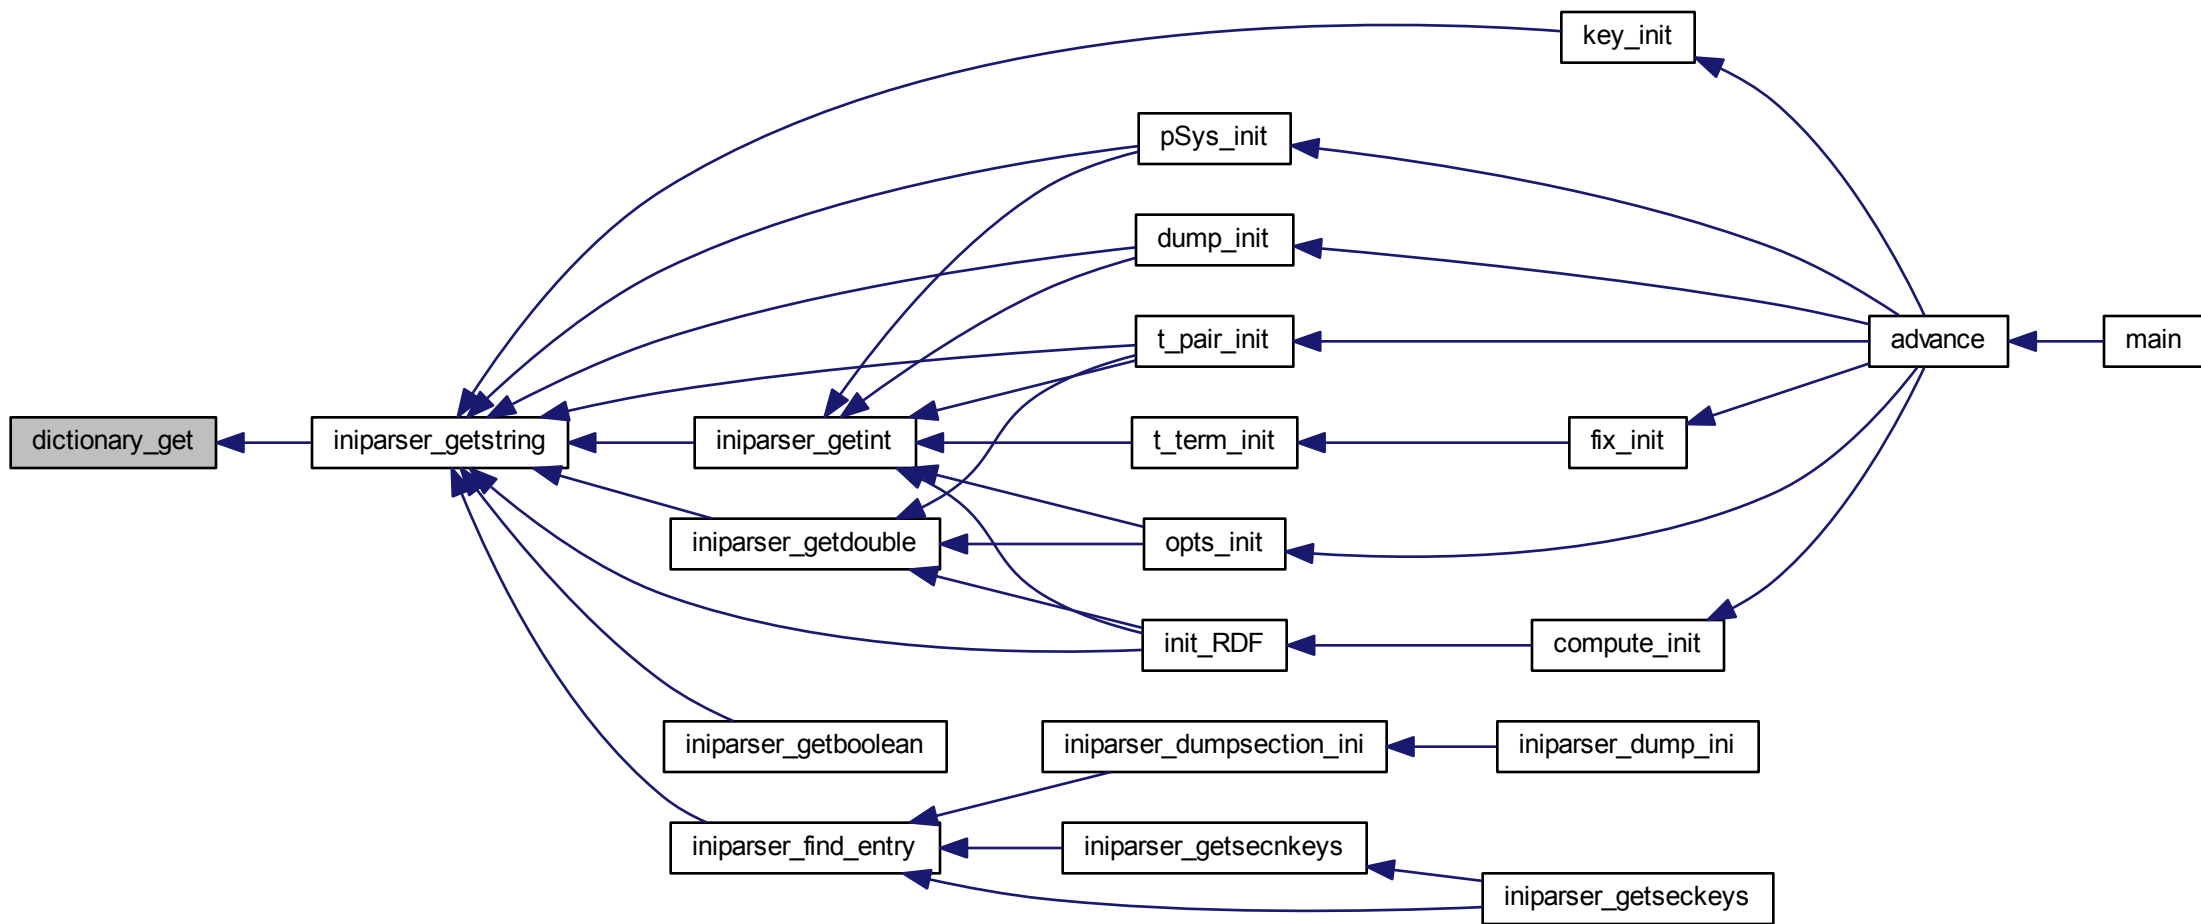 key_init
pSys_init
dump_init
t_pair_init
advance
main
dictionary_get
iniparser_getstring
iniparser_getint
t_term_init
fix_init
iniparser_getdouble
opts_init
init_RDF
compute_init
iniparser_getboolean
iniparser_dumpsection_ini
iniparser_dump_ini
iniparser_find_entry
iniparser_getsecnkeys
iniparser_getseckeys